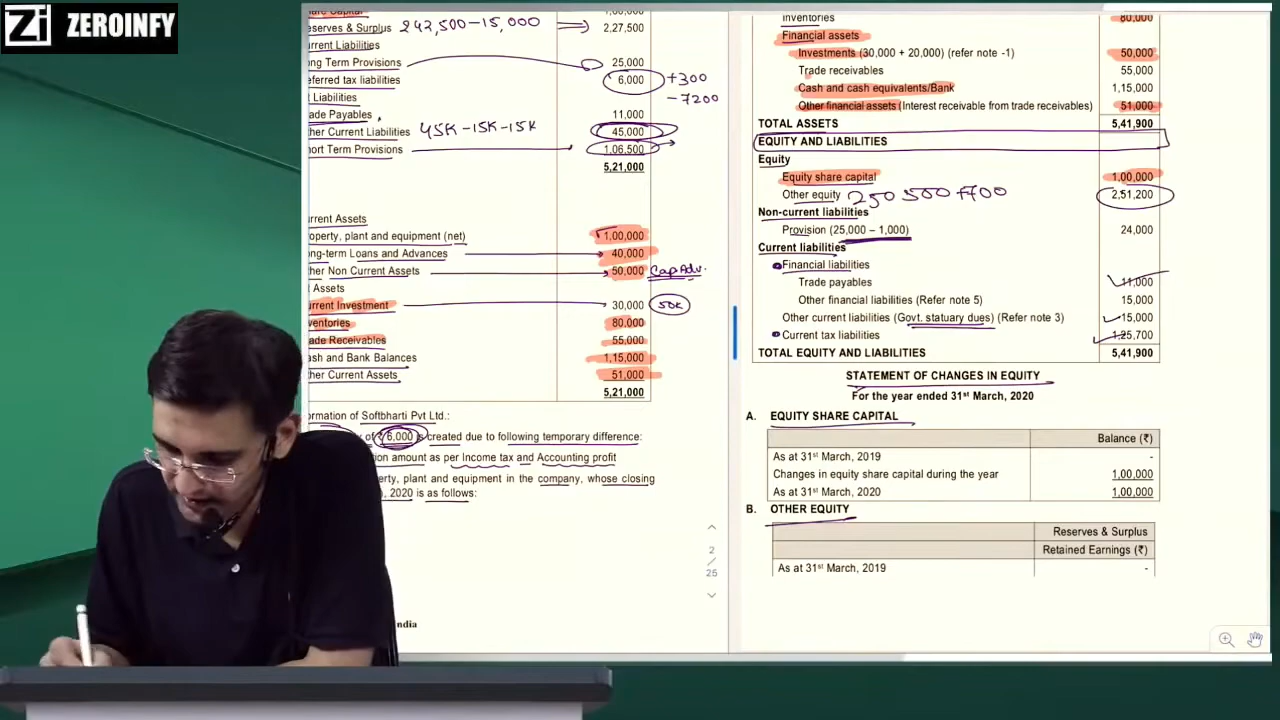 Zi ZEROINFY
eserves & Surplus 242,500-15,000 2,27,500
rrent Liabilities
ng Term Provisions 25,000
eferred tax liabilities 6,000 +300
-7200
Liabilities
ade Payables 11,000
her Current Liabilities 45K-15K-15K 45,000
hort Term Provisions 1,06,500
5,21,000
rrent Assets
operty, plant and equipment (net) 1,00,000
ng-term Loans and Advances 40,000
her Non Current Assets 50,000 Cap Adv.
Assets
urrent Investment 30,000 50K
ventories 80,000
ade Receivables 55,000
ash and Bank Balances 1,15,000
her Current Assets 51,000
5,21,000
ormation of Softbharti Pvt Ltd.:
of ₹ 6,000 is created due to following temporary difference:
ion amount as per Income tax and Accounting profit
erty, plant and equipment in the company, whose closing
, 2020 is as follows:
2
/
25
ndia
inventories 80,000
Financial assets
Investments (30,000 + 20,000) (refer note -1) 50,000
Trade receivables 55,000
Cash and cash equivalents/Bank 1,15,000
Other financial assets (Interest receivable from trade receivables) 51,000
TOTAL ASSETS 5,41,900
EQUITY AND LIABILITIES
Equity
Equity share capital 1,00,000
Other equity 250500+700 2,51,200
Non-current liabilities
Provision (25,000 – 1,000) 24,000
Current liabilities
Financial liabilities
Trade payables 11,000
Other financial liabilities (Refer note 5) 15,000
Other current liabilities (Govt. statuary dues) (Refer note 3) 15,000
Current tax liabilities 1,25,700
TOTAL EQUITY AND LIABILITIES 5,41,900
STATEMENT OF CHANGES IN EQUITY
For the year ended 31st March, 2020
A. EQUITY SHARE CAPITAL
Balance (₹)
As at 31st March, 2019 -
Changes in equity share capital during the year 1,00,000
As at 31st March, 2020 1,00,000
B. OTHER EQUITY
Reserves & Surplus
Retained Earnings (₹)
As at 31st March, 2019 -